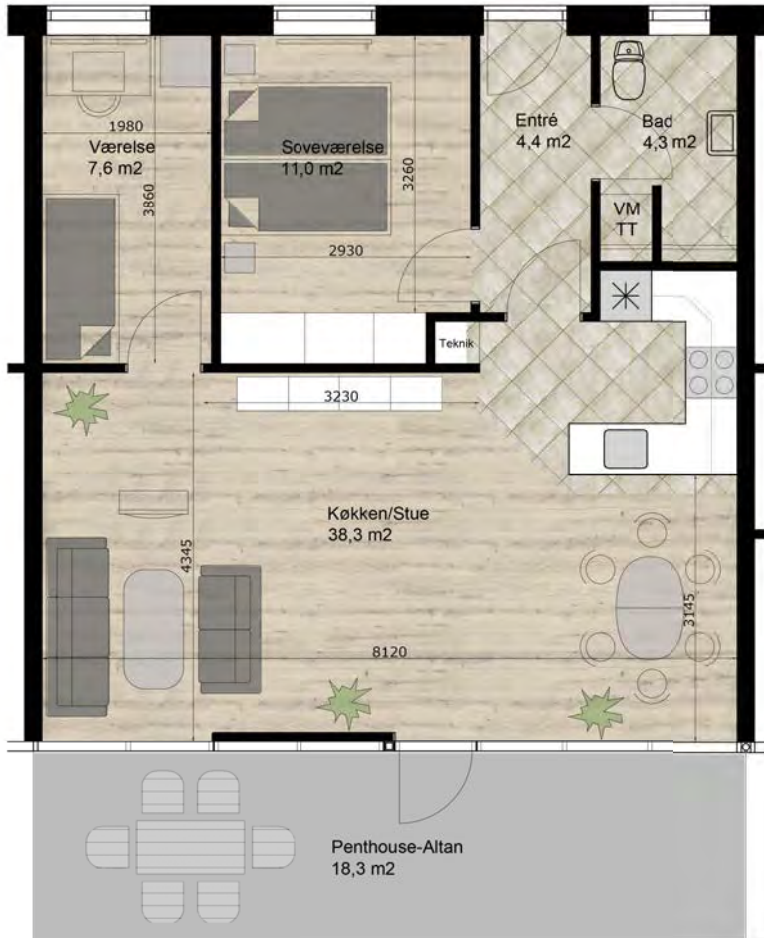 1980
Værelse
7,6 m2
3860
Soveværelse
11,0 m2
3260
2930
Entré
4,4 m2
Bad
4,3 m2
VM
TT
Teknik
3230
Køkken/Stue
38,3 m2
4345
3145
8120
Penthouse-Altan
18,3 m2